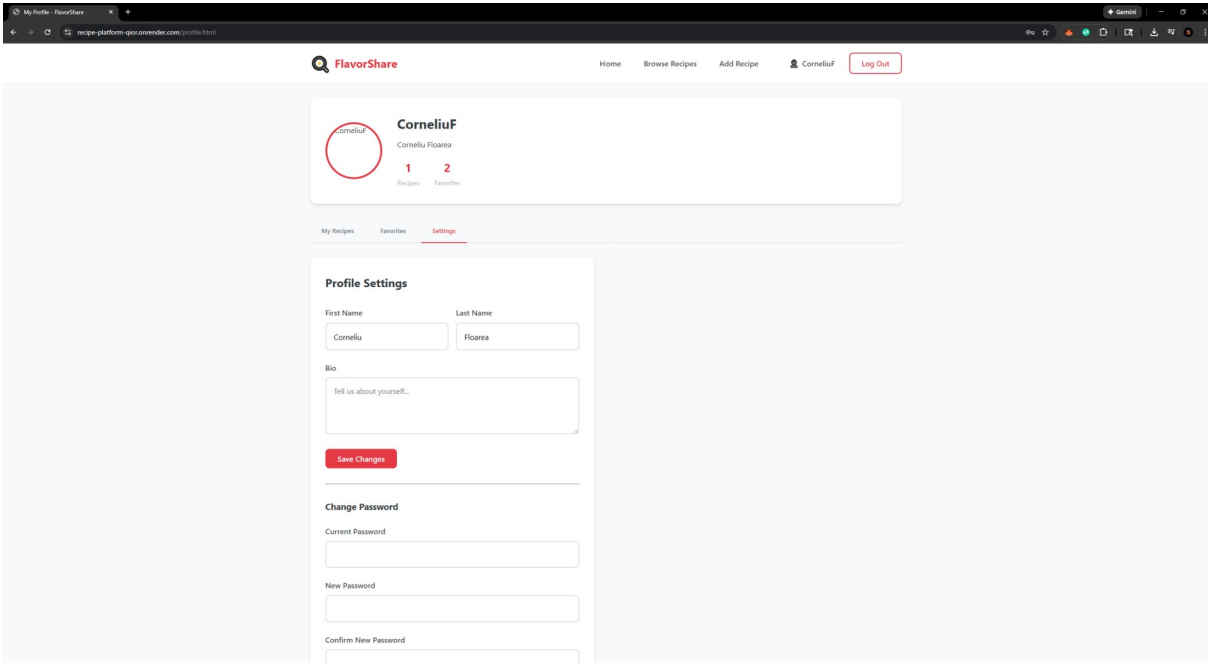 My Profile - FlavorShare
Gemini
recipe-platform-qior.onrender.com/profile.html
FlavorShare
Home Browse Recipes Add Recipe CorneliuF Log Out
CorneliuF
CorneliuF
Corneliu Floarea
1 2
Recipes Favorites
My Recipes Favorites Settings
Profile Settings
First Name Last Name
Corneliu Floarea
Bio
Tell us about yourself...
Save Changes
Change Password
Current Password
New Password
Confirm New Password